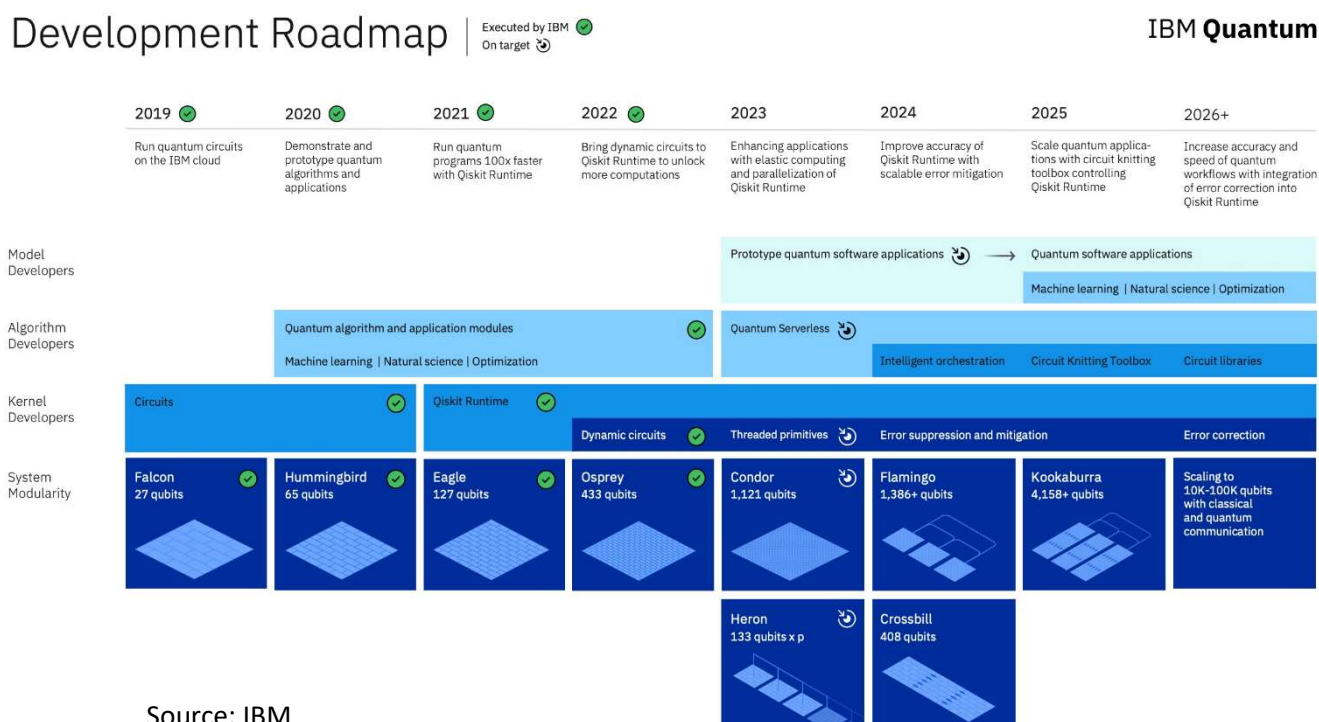 Development Roadmap
Executed by IBM
On target
IBM Quantum
2019
2020
2021
2022
2023
2024
2025
2026+
Run quantum circuits
on the IBM cloud
Demonstrate and
prototype quantum
algorithms and
applications
Run quantum
programs 100x faster
with Qiskit Runtime
Bring dynamic circuits to
Qiskit Runtime to unlock
more computations
Enhancing applications
with elastic computing
and parallelization of
Qiskit Runtime
Improve accuracy of
Qiskit Runtime with
scalable error mitigation
Scale quantum applica-
tions with circuit knitting
toolbox controlling
Qiskit Runtime
Increase accuracy and
speed of quantum
workflows with integration
of error correction into
Qiskit Runtime
Model
Developers
Prototype quantum software applications
Quantum software applications
Machine learning | Natural science | Optimization
Algorithm
Developers
Quantum algorithm and application modules
Machine learning | Natural science | Optimization
Quantum Serverless
Intelligent orchestration
Circuit Knitting Toolbox
Circuit libraries
Kernel
Developers
Circuits
Qiskit Runtime
Dynamic circuits
Threaded primitives
Error suppression and mitigation
Error correction
System
Modularity
Falcon
27 qubits
Hummingbird
65 qubits
Eagle
127 qubits
Osprey
433 qubits
Condor
1,121 qubits
Flamingo
1,386+ qubits
Kookaburra
4,158+ qubits
Scaling to
10K-100K qubits
with classical
and quantum
communication
Heron
133 qubits x p
Crossbill
408 qubits
Source: IBM